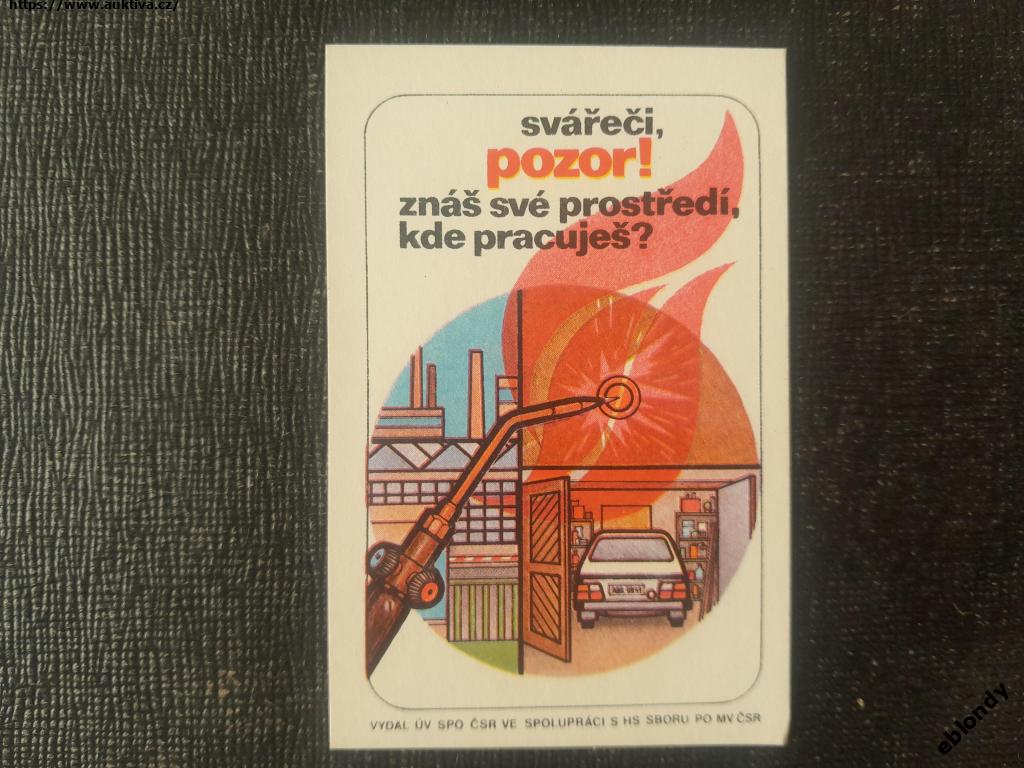 https://www.auktiva.cz/
svářeči,
pozor!
znáš své prostředí,
kde pracuješ?
VYDAL ÚV SPO ČSR VE SPOLUPRÁCI S HS SBORU PO MV ČSR
eblondy